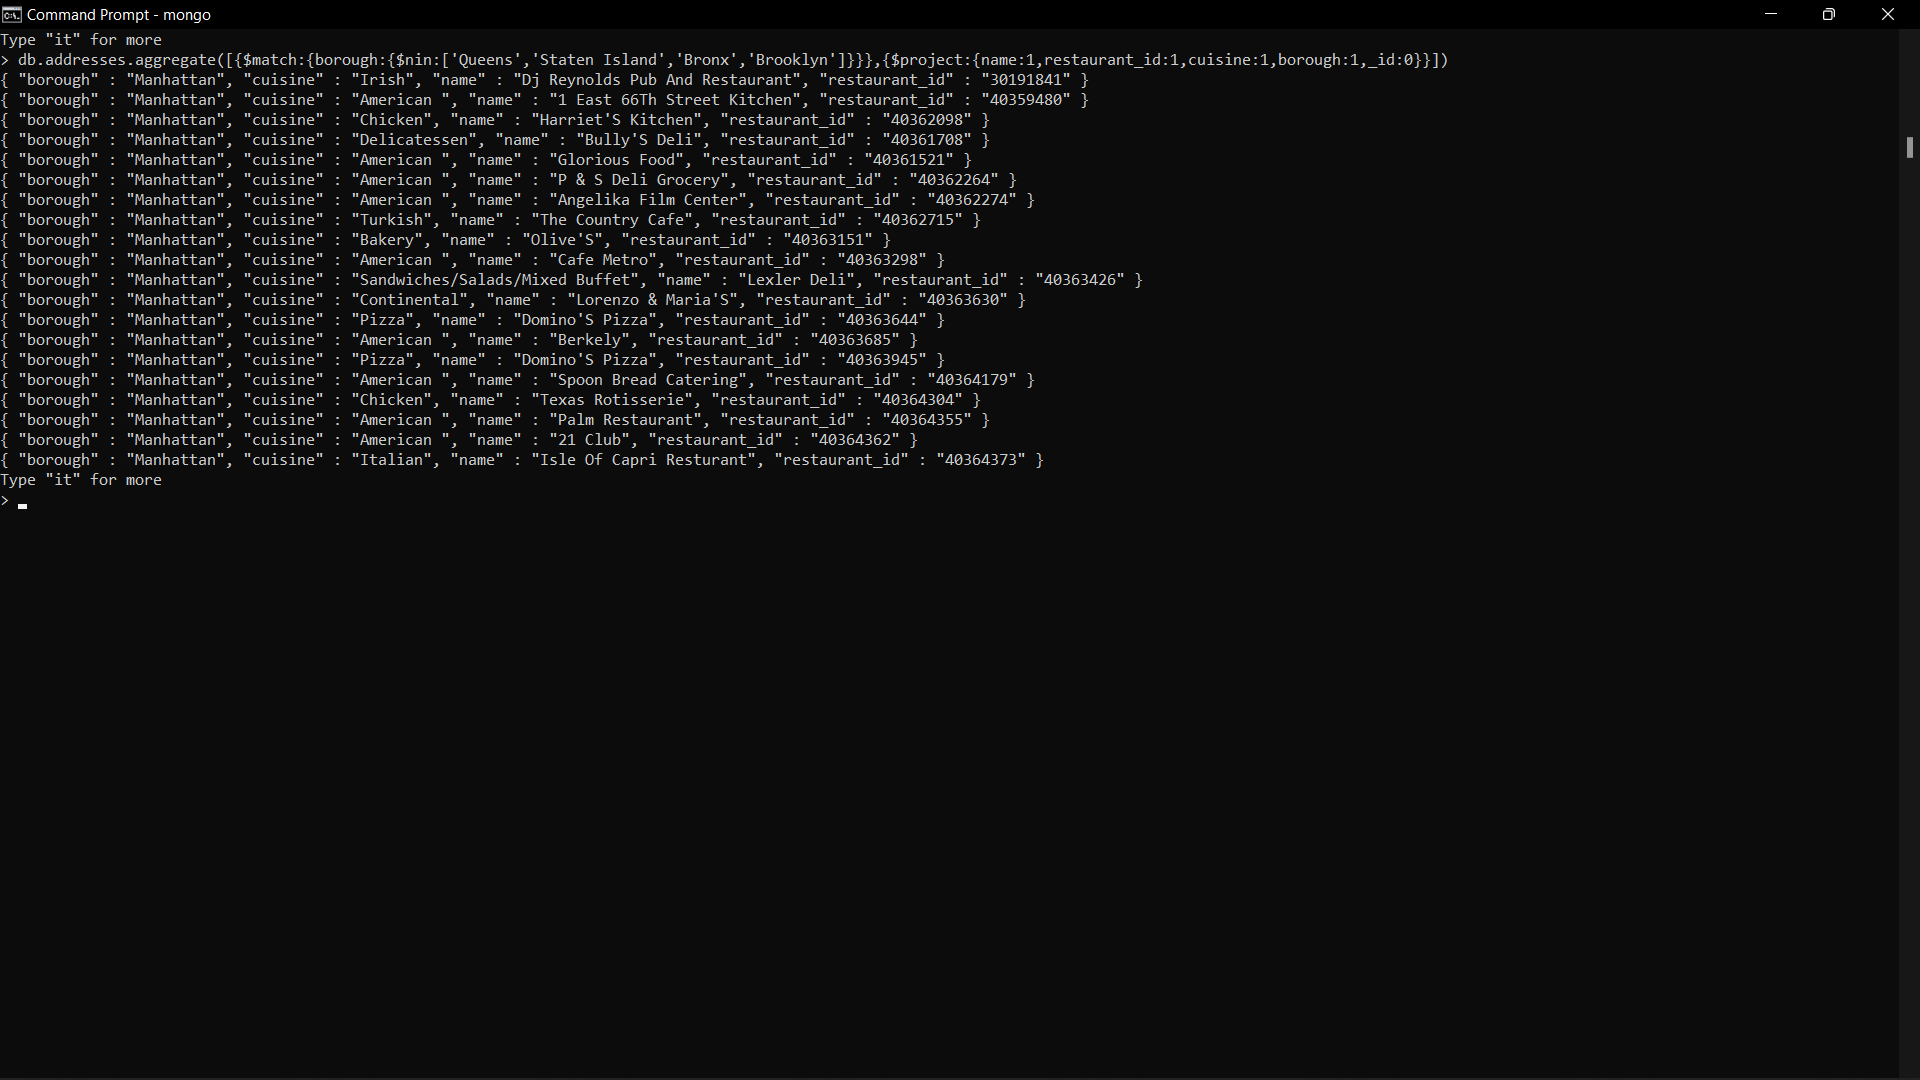 Command Prompt - mongo
Type "it" for more
> db.addresses.aggregate([{$match:{borough:{$nin:['Queens','Staten Island','Bronx','Brooklyn']}}},{$project:{name:1,restaurant_id:1,cuisine:1,borough:1,_id:0}}])
{ "borough" : "Manhattan", "cuisine" : "Irish", "name" : "Dj Reynolds Pub And Restaurant", "restaurant_id" : "30191841" }
{ "borough" : "Manhattan", "cuisine" : "American ", "name" : "1 East 66Th Street Kitchen", "restaurant_id" : "40359480" }
{ "borough" : "Manhattan", "cuisine" : "Chicken", "name" : "Harriet'S Kitchen", "restaurant_id" : "40362098" }
{ "borough" : "Manhattan", "cuisine" : "Delicatessen", "name" : "Bully'S Deli", "restaurant_id" : "40361708" }
{ "borough" : "Manhattan", "cuisine" : "American ", "name" : "Glorious Food", "restaurant_id" : "40361521" }
{ "borough" : "Manhattan", "cuisine" : "American ", "name" : "P & S Deli Grocery", "restaurant_id" : "40362264" }
{ "borough" : "Manhattan", "cuisine" : "American ", "name" : "Angelika Film Center", "restaurant_id" : "40362274" }
{ "borough" : "Manhattan", "cuisine" : "Turkish", "name" : "The Country Cafe", "restaurant_id" : "40362715" }
{ "borough" : "Manhattan", "cuisine" : "Bakery", "name" : "Olive'S", "restaurant_id" : "40363151" }
{ "borough" : "Manhattan", "cuisine" : "American ", "name" : "Cafe Metro", "restaurant_id" : "40363298" }
{ "borough" : "Manhattan", "cuisine" : "Sandwiches/Salads/Mixed Buffet", "name" : "Lexler Deli", "restaurant_id" : "40363426" }
{ "borough" : "Manhattan", "cuisine" : "Continental", "name" : "Lorenzo & Maria'S", "restaurant_id" : "40363630" }
{ "borough" : "Manhattan", "cuisine" : "Pizza", "name" : "Domino'S Pizza", "restaurant_id" : "40363644" }
{ "borough" : "Manhattan", "cuisine" : "American ", "name" : "Berkely", "restaurant_id" : "40363685" }
{ "borough" : "Manhattan", "cuisine" : "Pizza", "name" : "Domino'S Pizza", "restaurant_id" : "40363945" }
{ "borough" : "Manhattan", "cuisine" : "American ", "name" : "Spoon Bread Catering", "restaurant_id" : "40364179" }
{ "borough" : "Manhattan", "cuisine" : "Chicken", "name" : "Texas Rotisserie", "restaurant_id" : "40364304" }
{ "borough" : "Manhattan", "cuisine" : "American ", "name" : "Palm Restaurant", "restaurant_id" : "40364355" }
{ "borough" : "Manhattan", "cuisine" : "American ", "name" : "21 Club", "restaurant_id" : "40364362" }
{ "borough" : "Manhattan", "cuisine" : "Italian", "name" : "Isle Of Capri Resturant", "restaurant_id" : "40364373" }
Type "it" for more
>